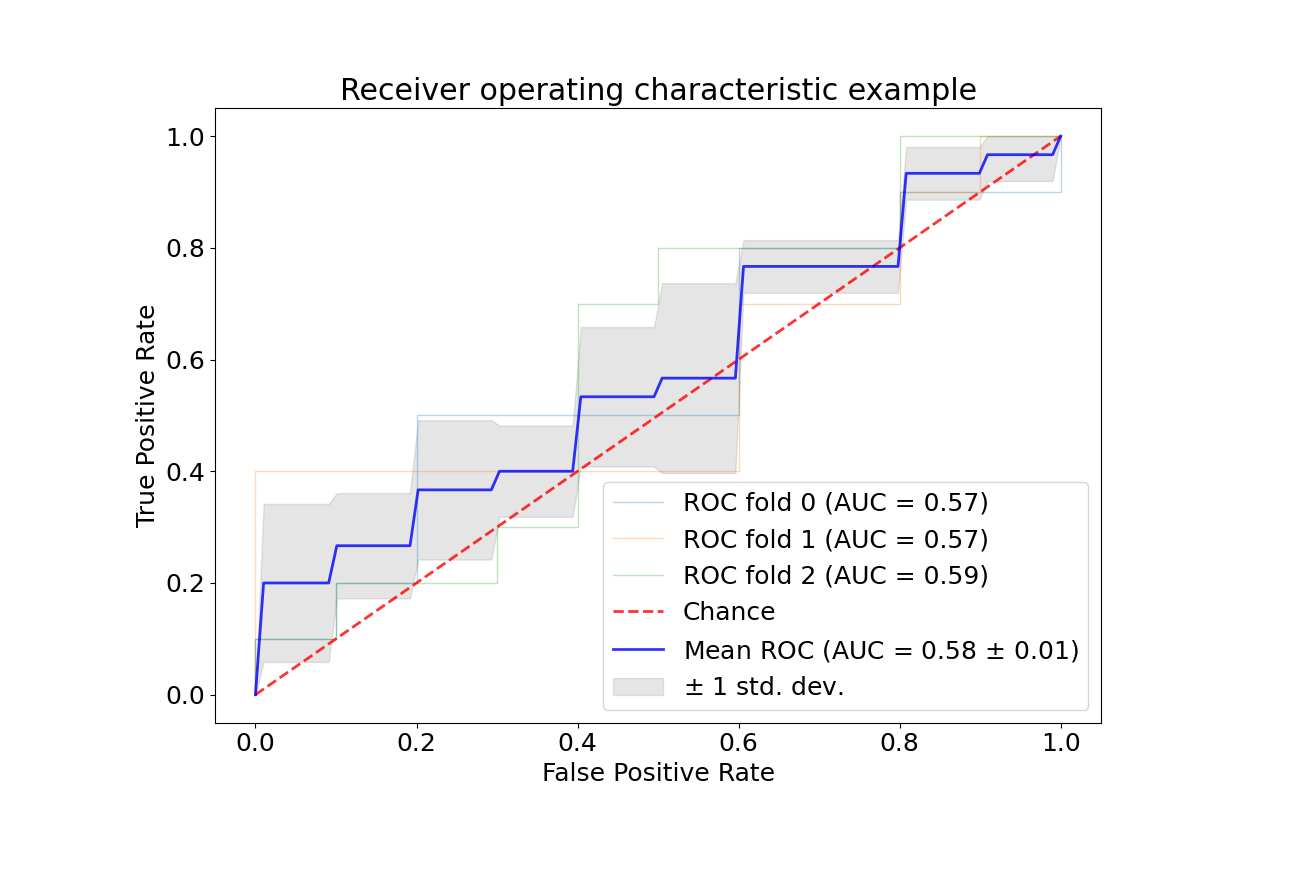 Receiver operating characteristic example
True Positive Rate
1.0
0.8
0.6
0.4
0.2
0.0
ROC fold 0 (AUC = 0.57)
ROC fold 1 (AUC = 0.57)
ROC fold 2 (AUC = 0.59)
Chance
Mean ROC (AUC = 0.58 ± 0.01)
± 1 std. dev.
0.0 0.2 0.4 0.6 0.8 1.0
False Positive Rate